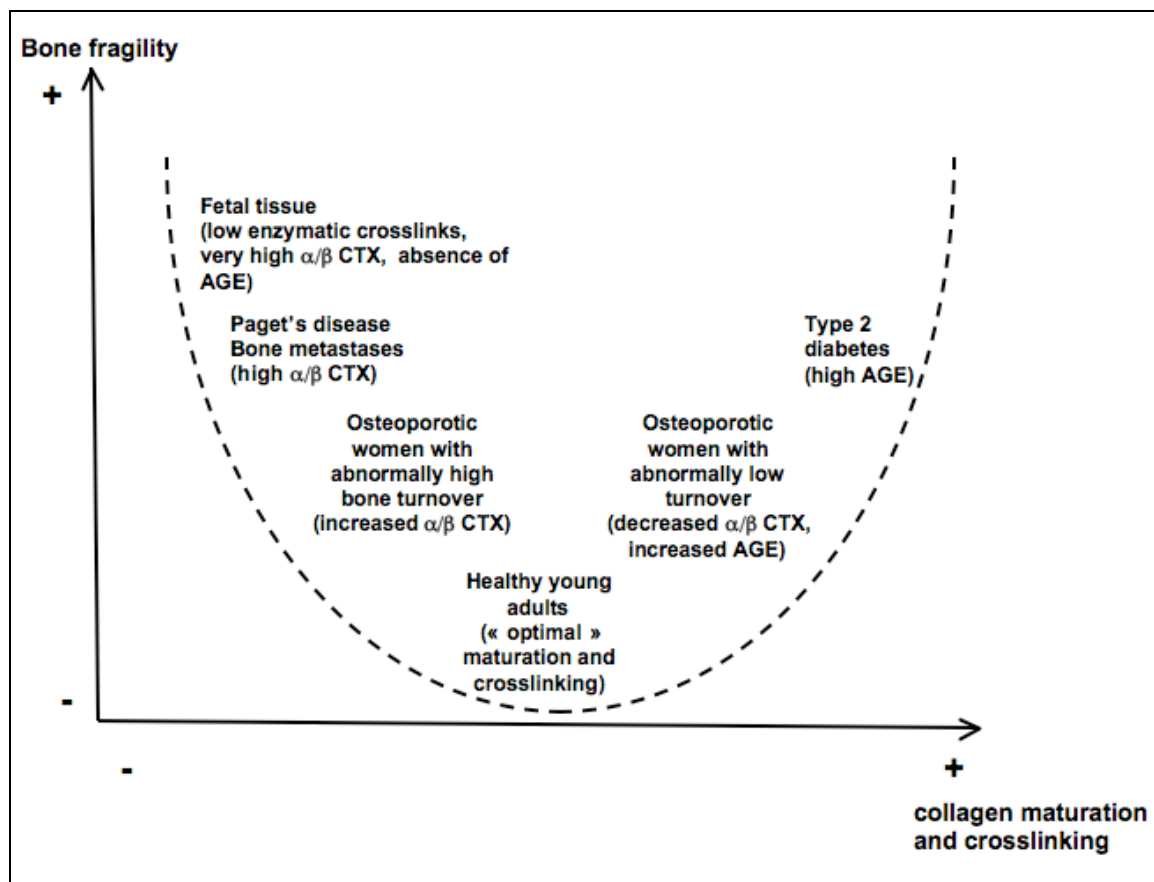 Bone fragility
+
Fetal tissue
(low enzymatic crosslinks,
very high α/β CTX,  absence of
AGE)
Paget's disease
Bone metastases
(high α/β CTX)
Type 2
diabetes
(high AGE)
Osteoporotic
women with
abnormally high
bone turnover
(increased α/β CTX)
Osteoporotic
women with
abnormally low
turnover
(decreased α/β CTX,
increased AGE)
Healthy young
adults
(« optimal »
maturation and
crosslinking)
-
-
+
collagen maturation
and crosslinking